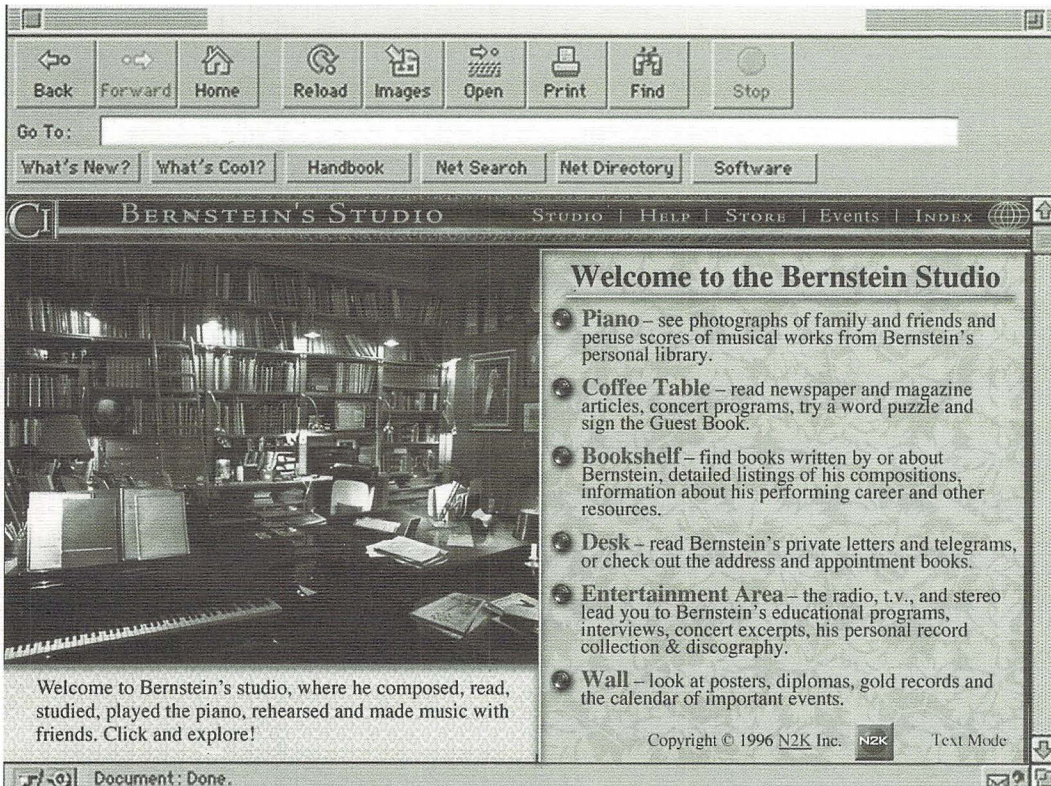 Back Forward Home Reload Images Open Print Find Stop
Go To:
What's New? What's Cool? Handbook Net Search Net Directory Software
CI BERNSTEIN'S STUDIO STUDIO | HELP | STORE | Events | INDEX
Welcome to the Bernstein Studio
Piano – see photographs of family and friends and
peruse scores of musical works from Bernstein's
personal library.
Coffee Table – read newspaper and magazine
articles, concert programs, try a word puzzle and
sign the Guest Book.
Bookshelf – find books written by or about
Bernstein, detailed listings of his compositions,
information about his performing career and other
resources.
Desk – read Bernstein's private letters and telegrams,
or check out the address and appointment books.
Entertainment Area – the radio, t.v., and stereo
lead you to Bernstein's educational programs,
interviews, concert excerpts, his personal record
collection & discography.
Wall – look at posters, diplomas, gold records and
the calendar of important events.
Copyright © 1996 N2K Inc. N2K Text Mode
Welcome to Bernstein's studio, where he composed, read,
studied, played the piano, rehearsed and made music with
friends. Click and explore!
Document: Done.